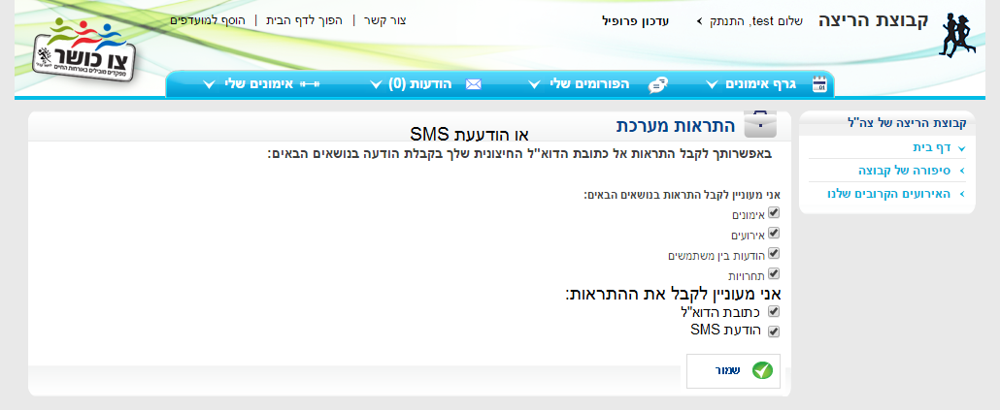 קבוצת הריצה
שלום test, התנתק
עדכון פרופיל
צור קשר | הפוך לדף הבית | הוסף למועדפים
צו כושר
מפקדים מובילים באורחות החיים
גרף אימונים
הפורומים שלי
הודעות (0)
אימונים שלי
קבוצת הריצה של צה"ל
דף בית
סיפורה של קבוצה
האירועים הקרובים שלנו
התראות מערכת
או הודעעת SMS
באפשרותך לקבל התראות אל כתובת הדוא"ל החיצונית שלך בקבלת הודעה בנושאים הבאים:
אני מעוניין לקבל התראות בנושאים הבאים:
אימונים
אירועים
הודעות בין משתמשים
תחרויות
אני מעוניין לקבל את ההתראות:
כתובת הדוא"ל
הודעת SMS
שמור